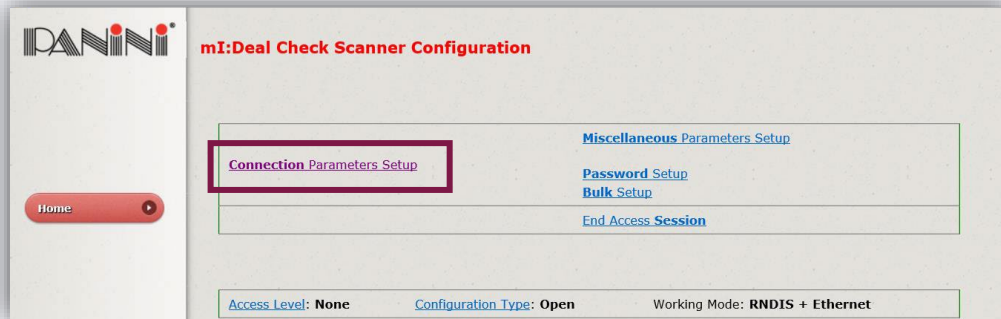 PANINI
mI:Deal Check Scanner Configuration
Miscellaneous Parameters Setup
Connection Parameters Setup
Password Setup
Bulk Setup
Home
End Access Session
Access Level: None Configuration Type: Open Working Mode: RNDIS + Ethernet